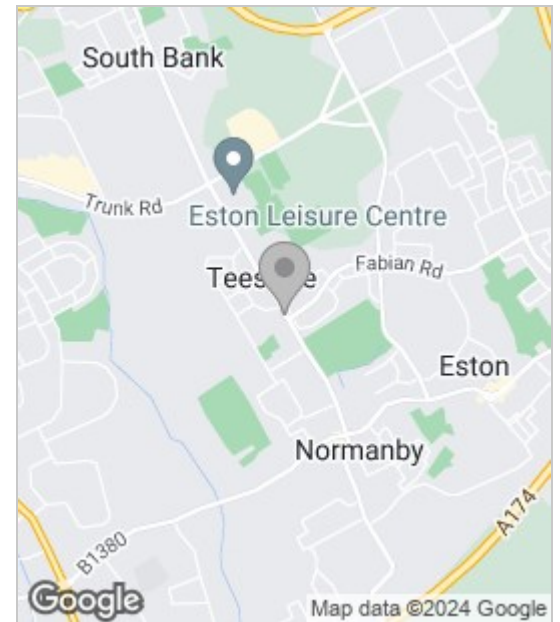 South Bank
Trunk Rd
Eston Leisure Centre
Fabian Rd
Eston
Normanby
A174
B1380
Google
Map data ©2024 Google